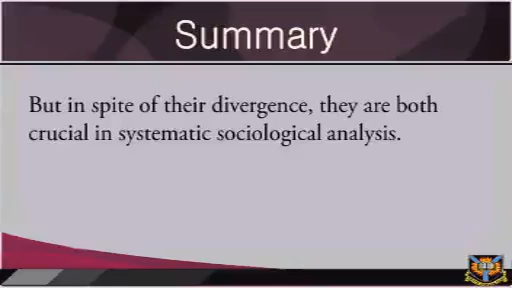 Summary
But in spite of their divergence, they are both
crucial in systematic sociological analysis.